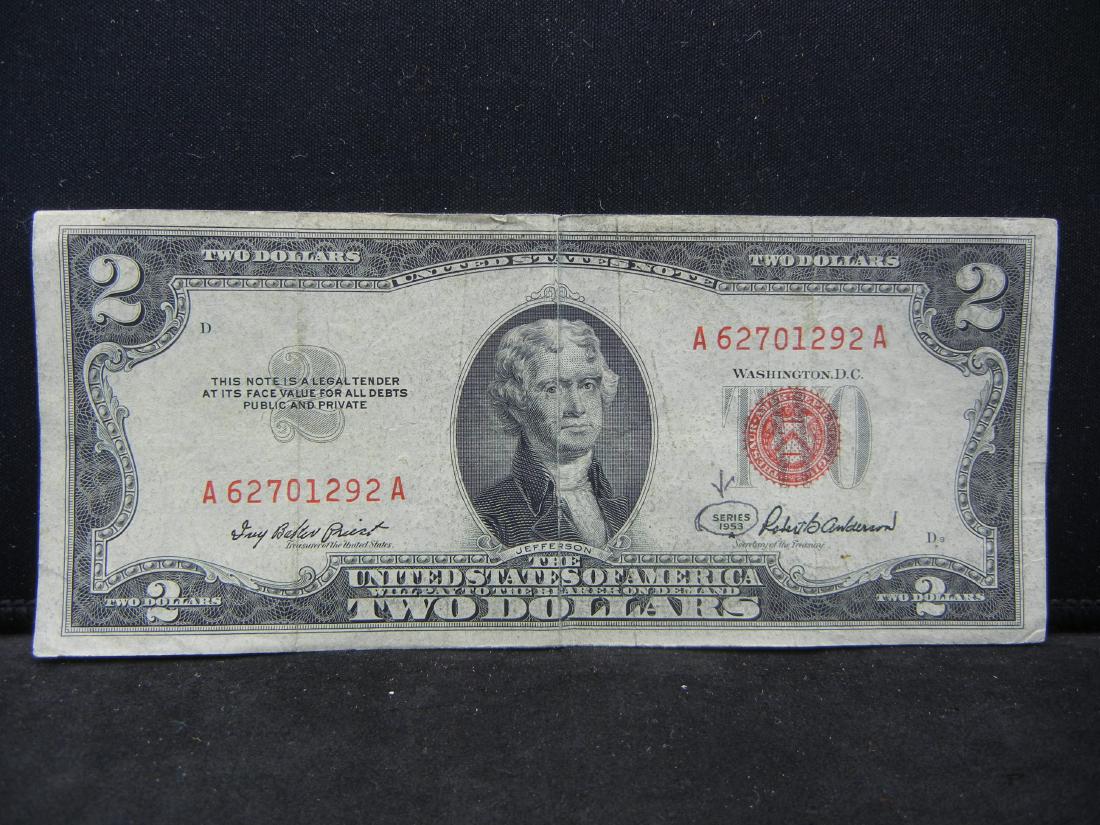 2 TWO DOLLARS UNITED STATES NOTE TWO DOLLARS 2
D
A 62701292 A
WASHINGTON, D.C.
2
THIS NOTE IS A LEGAL TENDER
AT ITS FACE VALUE FOR ALL DEBTS
PUBLIC AND PRIVATE
TWO
A 62701292 A
Ivy Baker Priest
Treasurer of the United States.
SERIES
1953
A
Robert B Anderson
Secretary of the Treasury
D
JEFFERSON
THE
UNITED STATES OF AMERICA
WILL PAY TO THE BEARER ON DEMAND
TWO DOLLARS
TWO DOLLARS
2
TWO DOLLARS
2